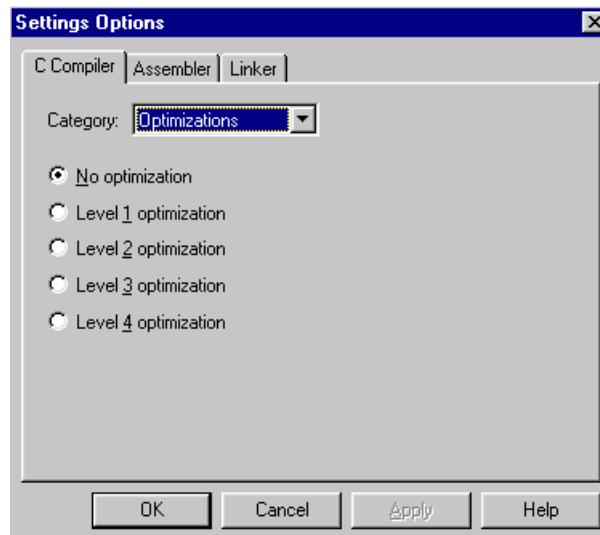 Settings Options
C Compiler Assembler Linker
Category: Optimizations
No optimization
Level 1 optimization
Level 2 optimization
Level 3 optimization
Level 4 optimization
OK Cancel Apply Help